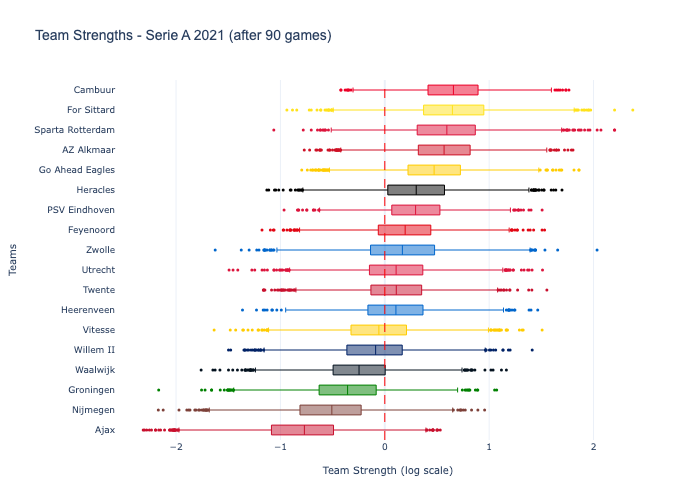 Team Strengths - Serie A 2021 (after 90 games)
Cambuur
For Sittard
Sparta Rotterdam
AZ Alkmaar
Go Ahead Eagles
Heracles
PSV Eindhoven
Feyenoord
Zwolle
Utrecht
Twente
Heerenveen
Vitesse
Willem II
Waalwijk
Groningen
Nijmegen
Ajax
Teams
−2 −1 0 1 2
Team Strength (log scale)